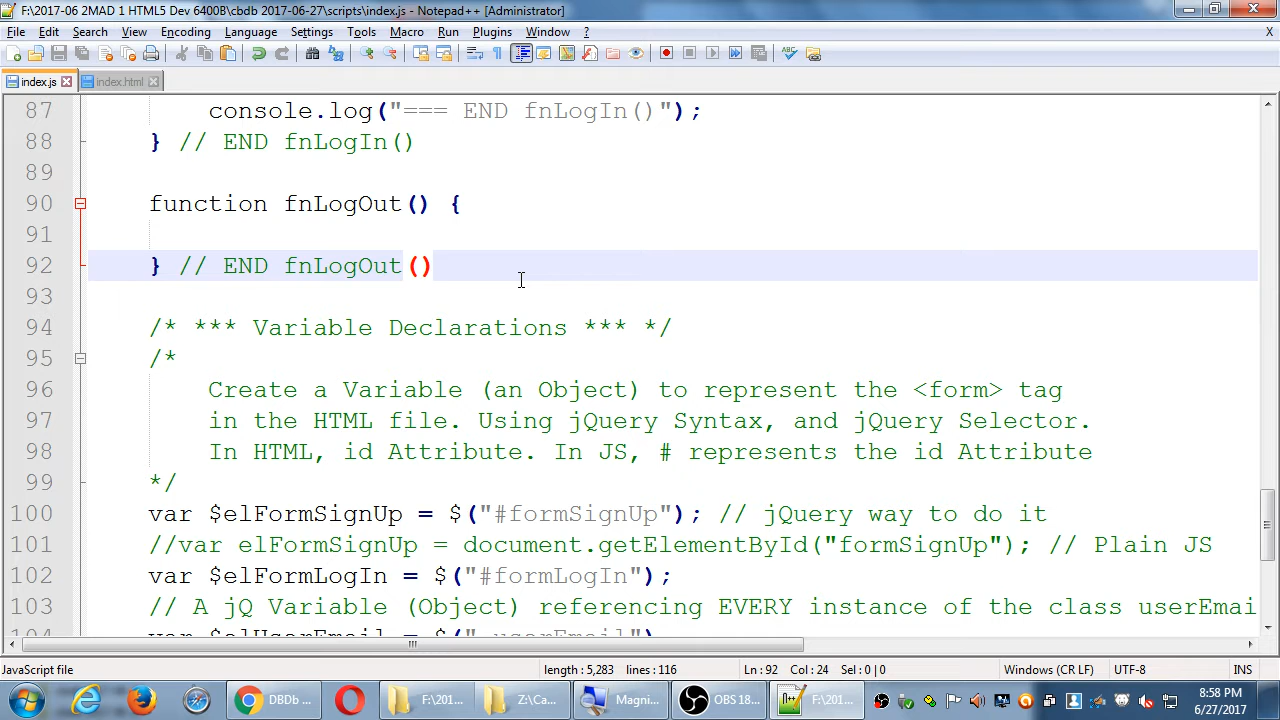 F:\2017-06 2MAD 1 HTML5 Dev 6400B\cbdb 2017-06-27\scripts\index.js - Notepad++ [Administrator]
File Edit Search View Encoding Language Settings Tools Macro Run Plugins Window ? X
index.js index.html
87 console.log("=== END fnLogIn()");
88 } // END fnLogIn()
89
90 function fnLogOut() {
91
92 } // END fnLogOut()
93
94 /* *** Variable Declarations *** */
95 /*
96 Create a Variable (an Object) to represent the <form> tag
97 in the HTML file. Using jQuery Syntax, and jQuery Selector.
98 In HTML, id Attribute. In JS, # represents the id Attribute
99 */
100 var $elFormSignUp = $("#formSignUp"); // jQuery way to do it
101 //var elFormSignUp = document.getElementById("formSignUp"); // Plain JS
102 var $elFormLogIn = $("#formLogIn");
103 // A jQ Variable (Object) referencing EVERY instance of the class userEmai
JavaScript file length : 5,283 lines : 116 Ln : 92 Col : 24 Sel : 0 | 0 Windows (CR LF) UTF-8 INS
DBDb ... F:\201... Z:\Ca... Magni... OBS 18... F:\201... 8:58 PM
6/27/2017